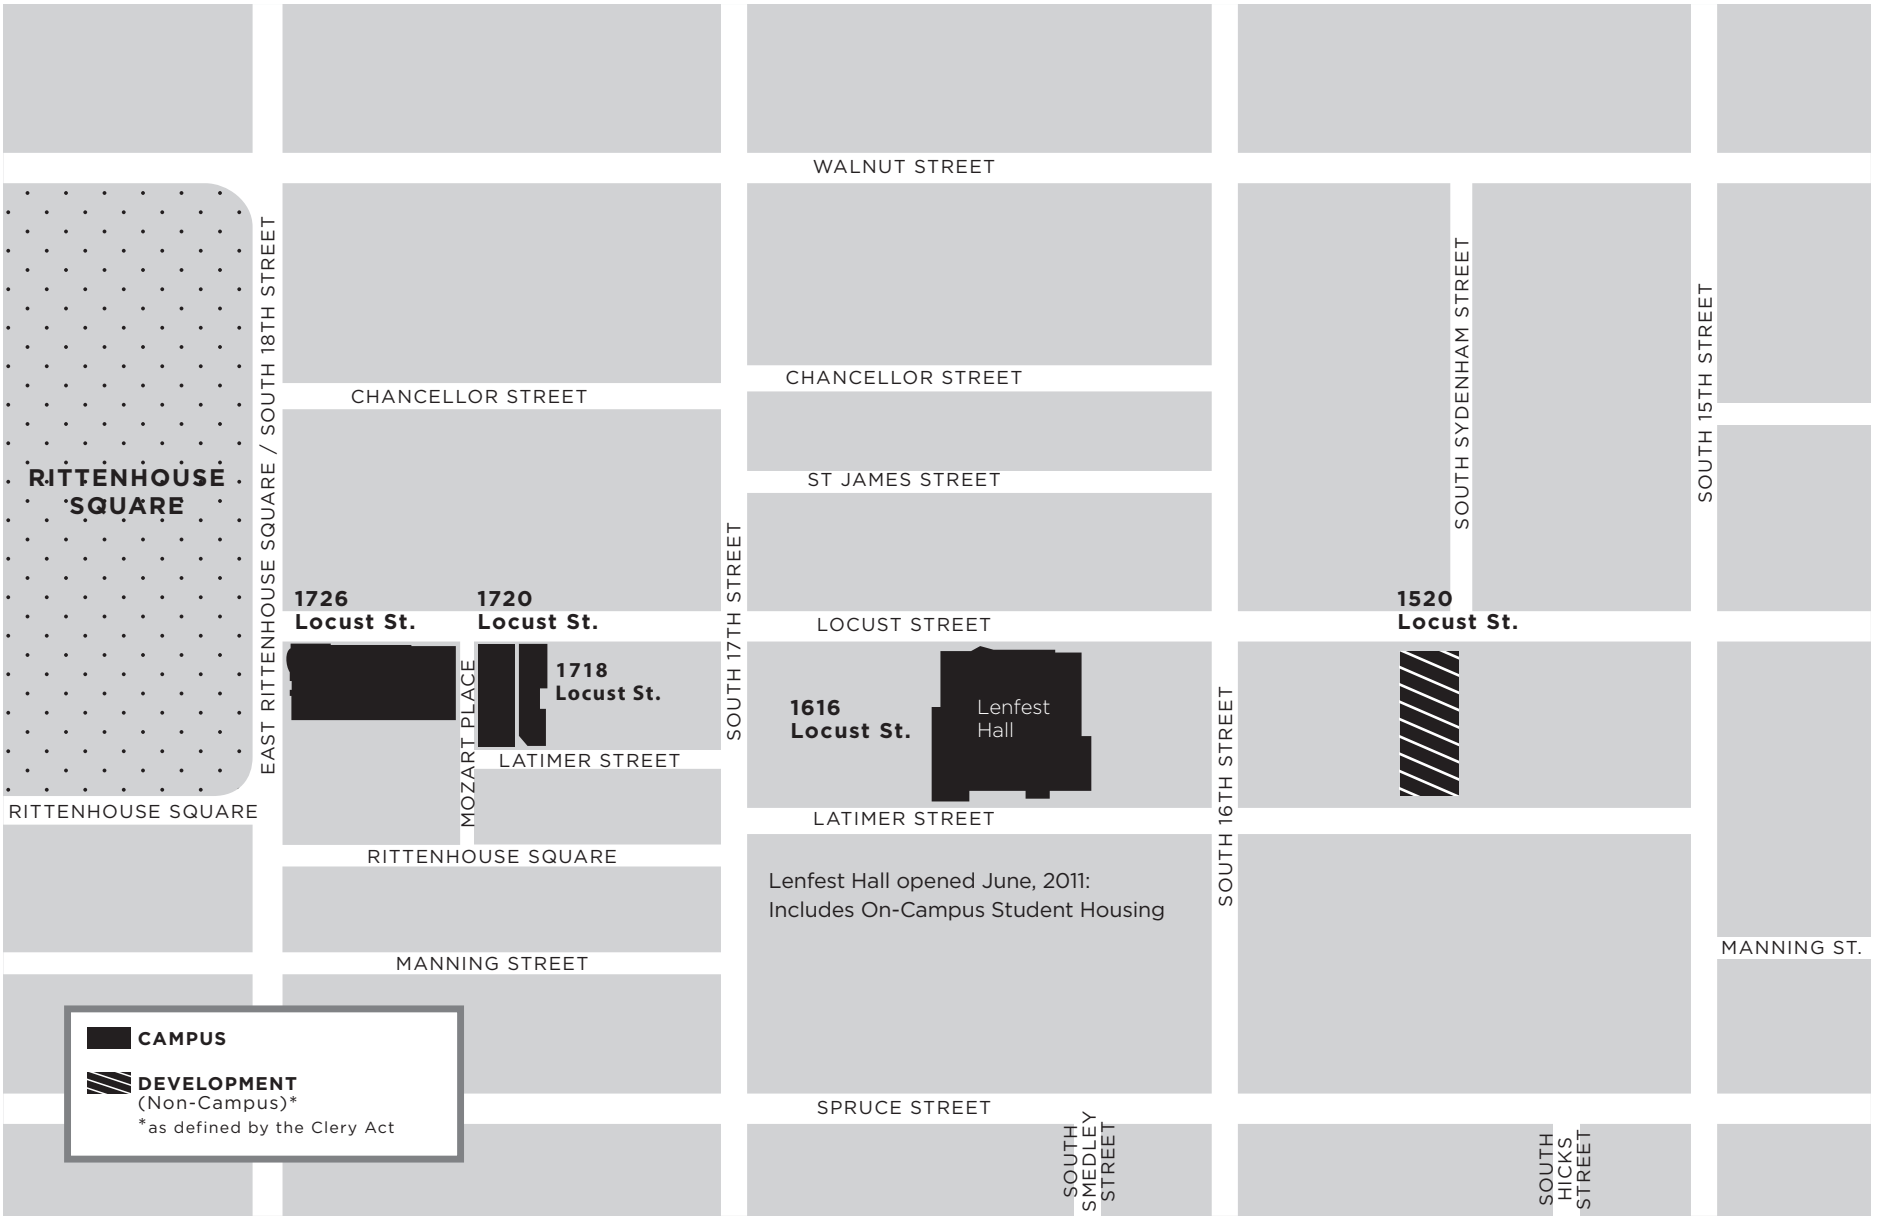 WALNUT STREET
EAST RITTENHOUSE SQUARE / SOUTH 18TH STREET
SOUTH SYDENHAM STREET
SOUTH 15TH STREET
CHANCELLOR STREET
CHANCELLOR STREET
RITTENHOUSE
SQUARE
ST JAMES STREET
SOUTH 17TH STREET
1726
Locust St.
1720
Locust St.
LOCUST STREET
1520
Locust St.
1718
Locust St.
MOZART PLACE
1616
Locust St.
Lenfest
Hall
SOUTH 16TH STREET
LATIMER STREET
RITTENHOUSE SQUARE
LATIMER STREET
RITTENHOUSE SQUARE
Lenfest Hall opened June, 2011:
Includes On-Campus Student Housing
MANNING STREET
MANNING ST.
CAMPUS
DEVELOPMENT
(Non-Campus)*
*as defined by the Clery Act
SPRUCE STREET
SOUTH
SMEDLEY
STREET
SOUTH
HICKS
STREET